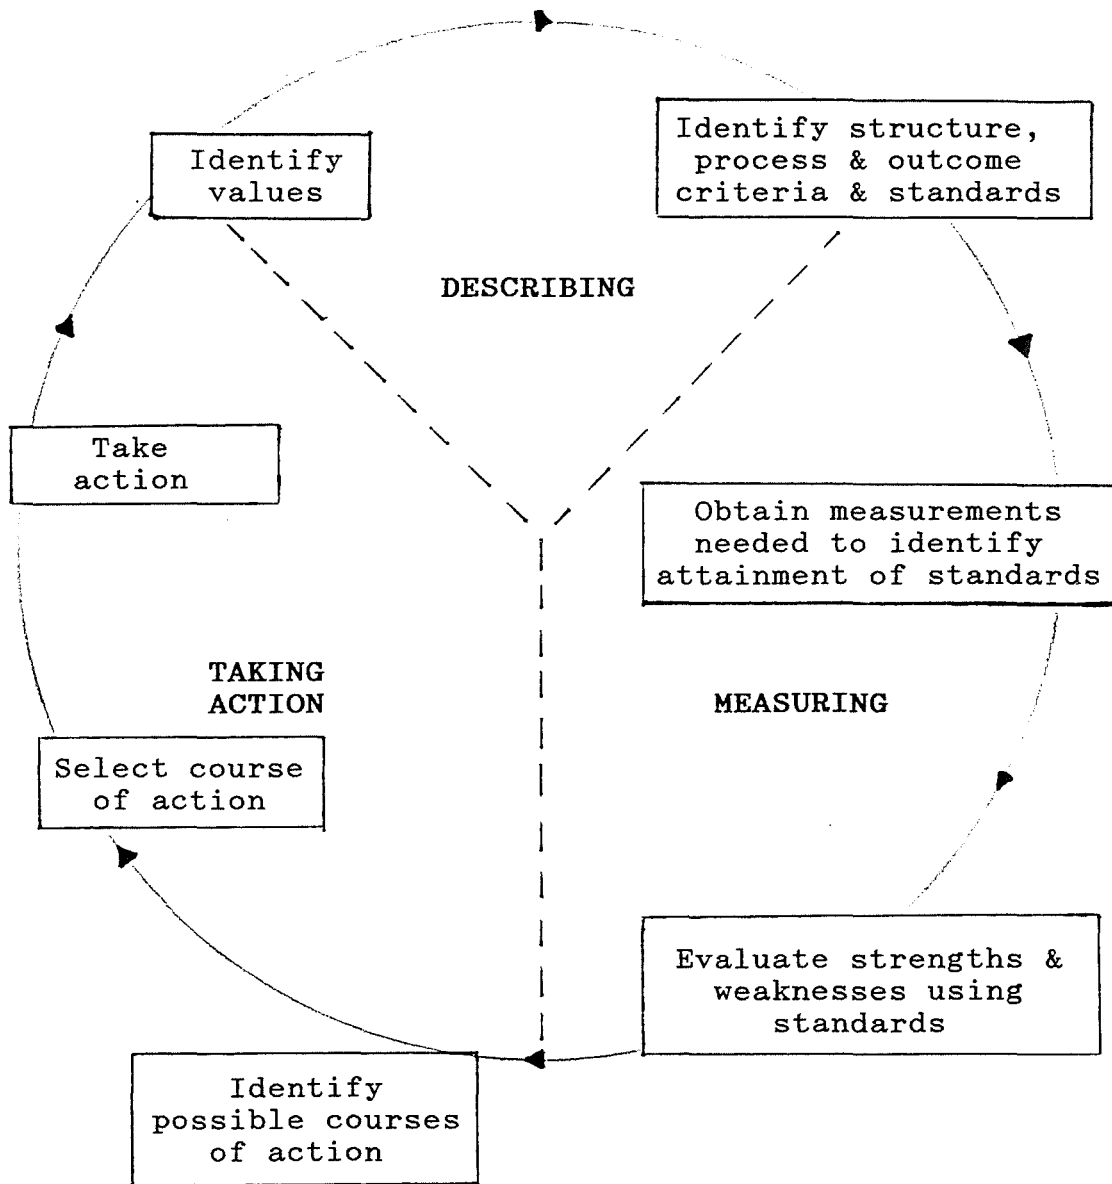 Identify
values
Identify structure,
process & outcome
criteria & standards
DESCRIBING
Take
action
Obtain measurements
needed to identify
attainment of standards
TAKING
ACTION
MEASURING
Select course
of action
Evaluate strengths &
weaknesses using
standards
Identify
possible courses
of action